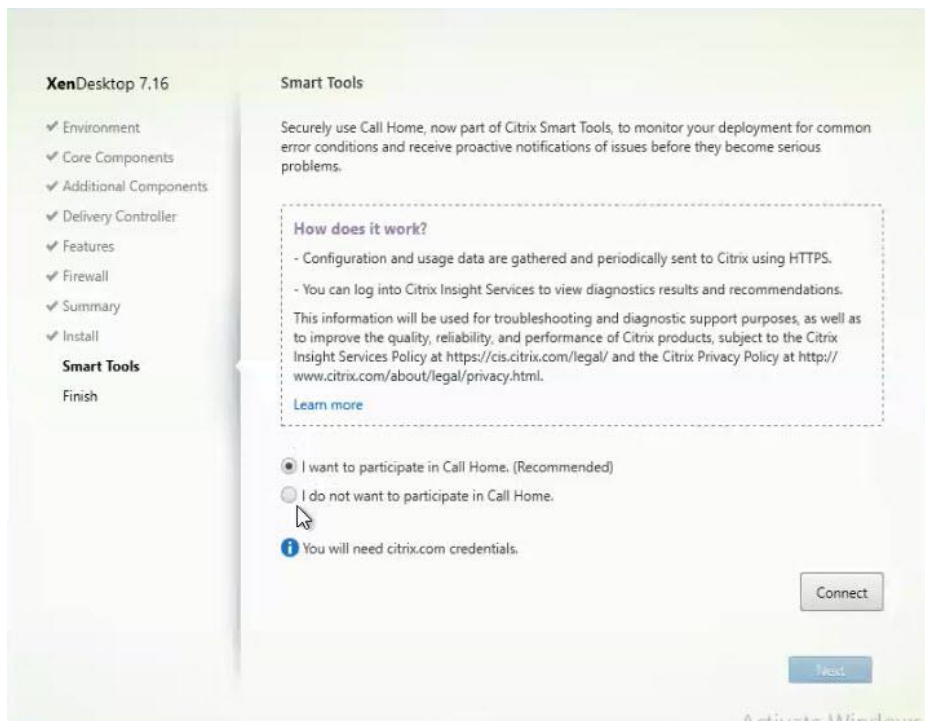 XenDesktop 7.16
Environment
Core Components
Additional Components
Delivery Controller
Features
Firewall
Summary
Install
Smart Tools
Finish
Smart Tools
Securely use Call Home, now part of Citrix Smart Tools, to monitor your deployment for common
error conditions and receive proactive notifications of issues before they become serious
problems.
How does it work?
- Configuration and usage data are gathered and periodically sent to Citrix using HTTPS.
- You can log into Citrix Insight Services to view diagnostics results and recommendations.
This information will be used for troubleshooting and diagnostic support purposes, as well as
to improve the quality, reliability, and performance of Citrix products, subject to the Citrix
Insight Services Policy at https://cis.citrix.com/legal/ and the Citrix Privacy Policy at http://
www.citrix.com/about/legal/privacy.html.
Learn more
I want to participate in Call Home. (Recommended)
I do not want to participate in Call Home.
You will need citrix.com credentials.
Connect
Next
Activate Windows